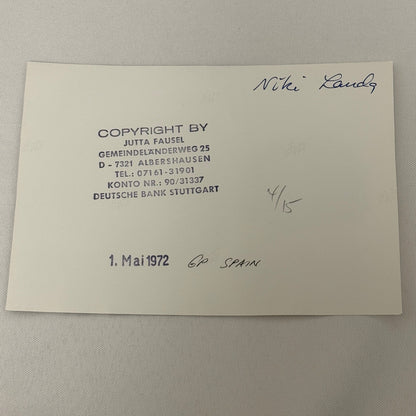 Niki Lauda
COPYRIGHT BY
JUTTA FAUSEL
GEMEINDELÄNDERWEG 25
D - 7321 ALBERSHAUSEN
TEL.: 07161-31901
KONTO NR.: 90/31337
DEUTSCHE BANK STUTTGART
4/15
1. Mai 1972 GP SPAIN